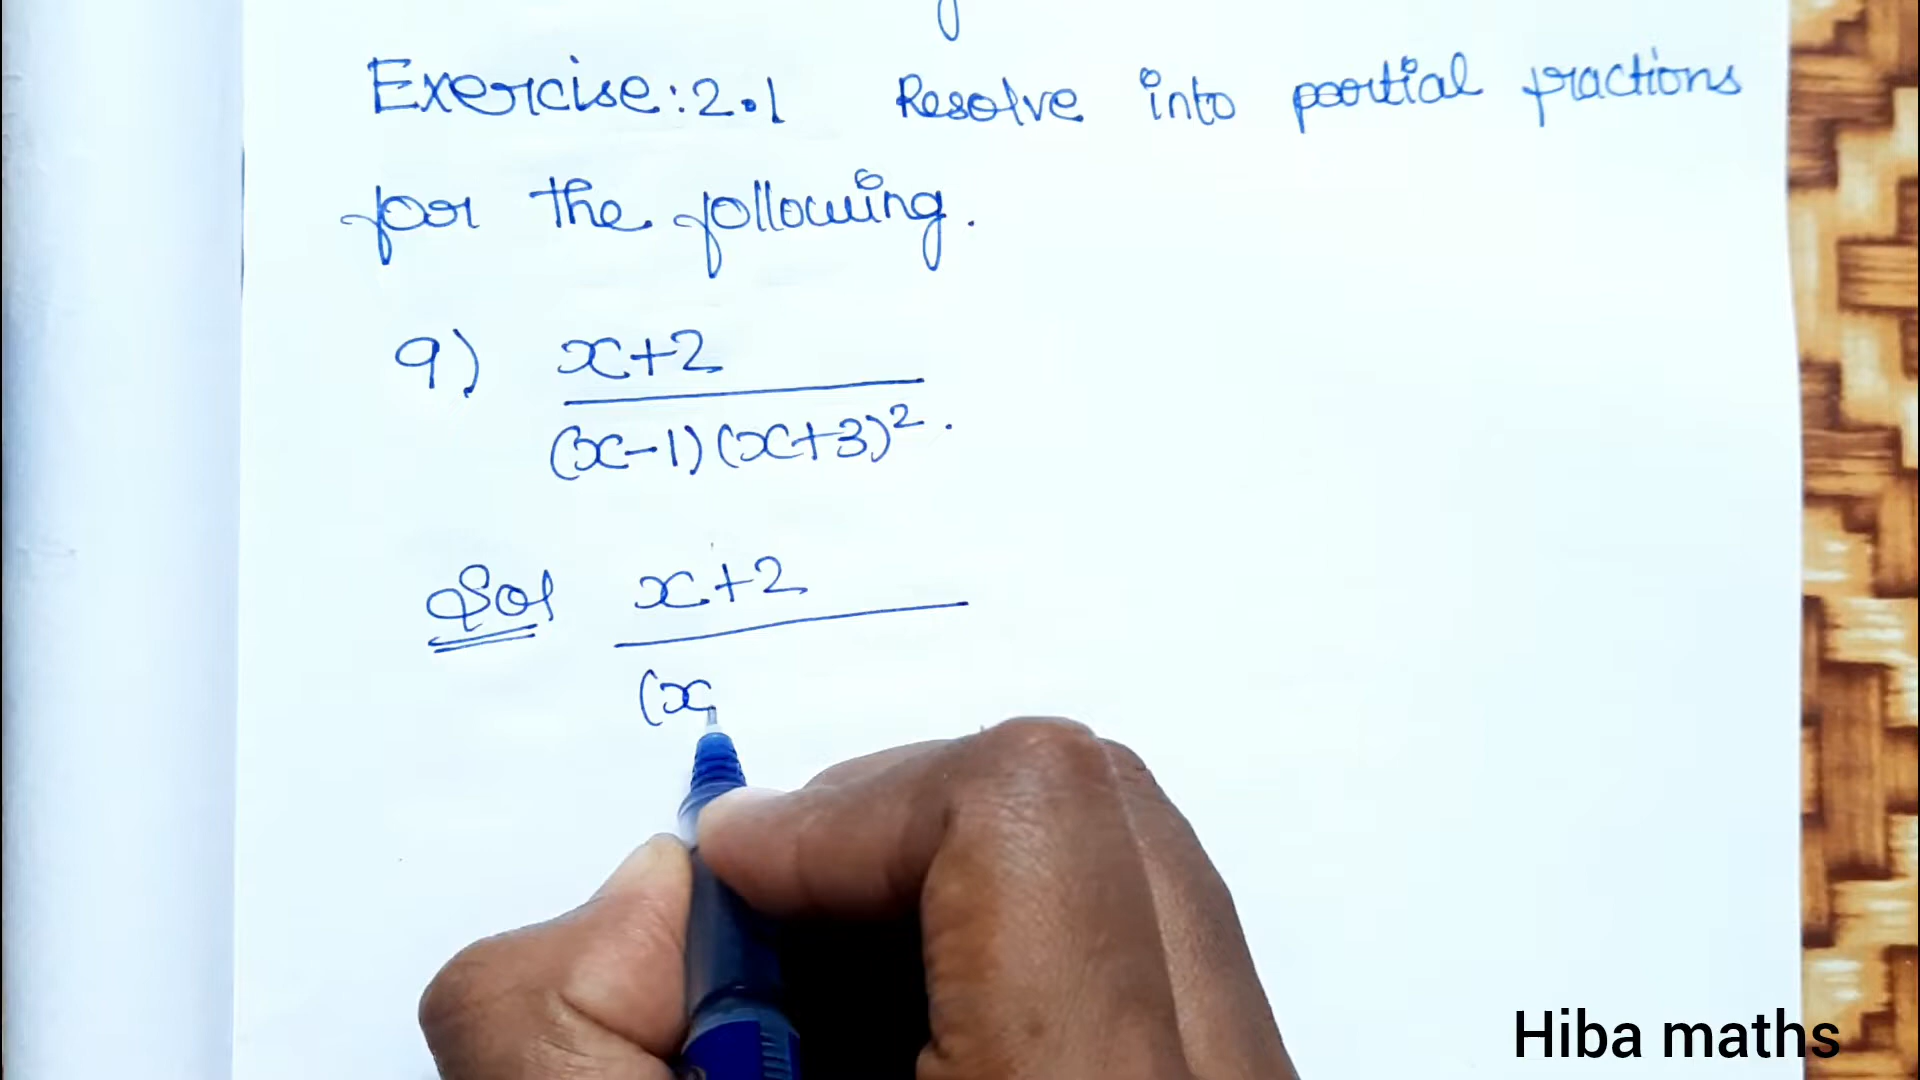 Exercise:2.1 Resolve into partial fractions
for the following.
9) x+2
(x-1)(x+3)².
Sol x+2
(x
Hiba maths